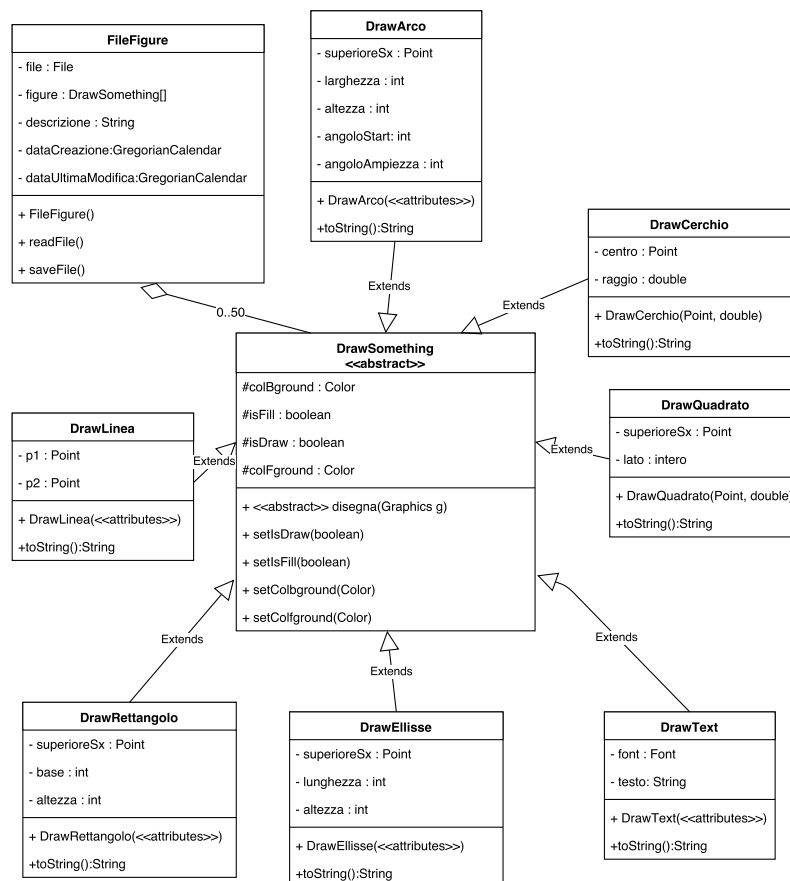 FileFigure
- file : File
- figure : DrawSomething[]
- descrizione : String
- dataCreazione:GregorianCalendar
- dataUltimaModifica:GregorianCalendar
+ FileFigure()
+ readFile()
+ saveFile()
DrawArco
- superioreSx : Point
- larghezza : int
- altezza : int
- angoloStart: int
- angoloAmpiezza : int
+ DrawArco(<<attributes>>)
+toString():String
DrawCerchio
- centro : Point
- raggio : double
+ DrawCerchio(Point, double)
+toString():String
Extends
Extends
0..50
DrawSomething
<<abstract>>
#colBground : Color
#isFill : boolean
#isDraw : boolean
#colFground : Color
+ <<abstract>> disegna(Graphics g)
+ setIsDraw(boolean)
+ setIsFill(boolean)
+ setColbground(Color)
+ setColfground(Color)
DrawLinea
- p1 : Point
- p2 : Point
+ DrawLinea(<<attributes>>)
+toString():String
Extends
DrawQuadrato
- superioreSx : Point
- lato : intero
+ DrawQuadrato(Point, double)
+toString():String
Extends
Extends
Extends
Extends
DrawRettangolo
- superioreSx : Point
- base : int
- altezza : int
+ DrawRettangolo(<<attributes>>)
+toString():String
DrawEllisse
- superioreSx : Point
- lunghezza : int
- altezza : int
+ DrawEllisse(<<attributes>>)
+toString():String
DrawText
- font : Font
- testo: String
+ DrawText(<<attributes>>)
+toString():String